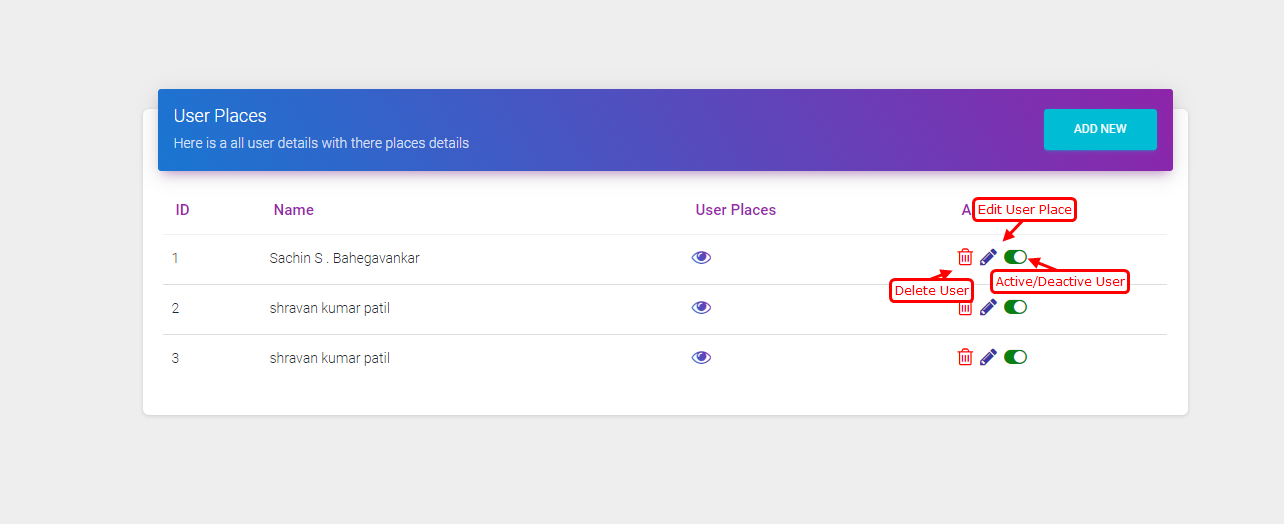 User Places
Here is a all user details with there places details
ADD NEW
ID Name User Places A
Edit User Place
1 Sachin S . Bahegavankar
Delete User
Active/Deactive User
2 shravan kumar patil
3 shravan kumar patil